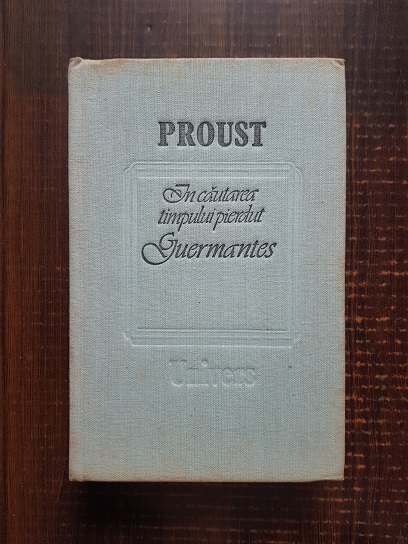 PROUST
In căutarea
timpului pierdut
Guermantes
Univers